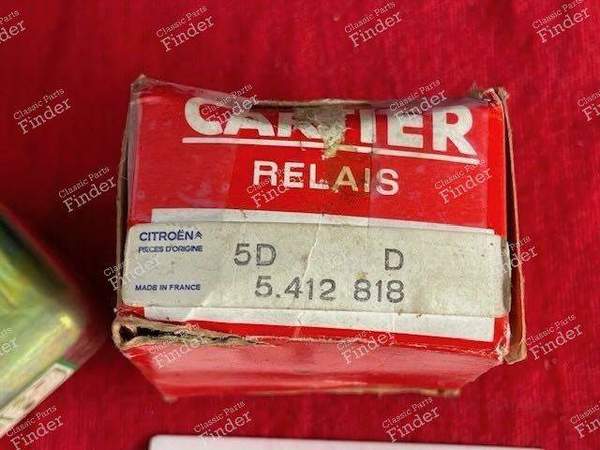 CARTIER
RELAIS
CITROËN
PIECES D'ORIGINE
5D D
MADE IN FRANCE
5.412 818
Classic Parts
Finder